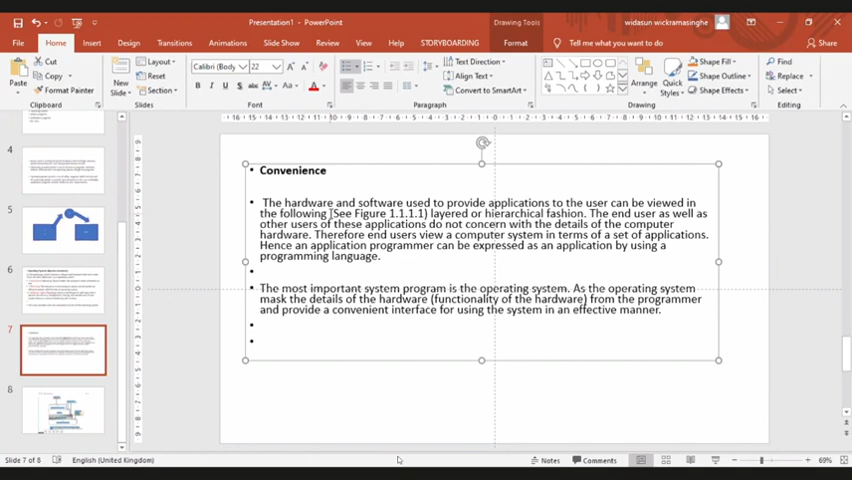 Presentation1 - PowerPoint
Drawing Tools
widasun wickramasinghe
File Home Insert Design Transitions Animations Slide Show Review View Help STORYBOARDING Format Tell me what you want to do Share
Cut
Copy
Format Painter
Paste
Clipboard
New Slide
Layout
Reset
Section
Slides
Calibri (Body) 22
Font
Paragraph
Text Direction
Align Text
Convert to SmartArt
Arrange
Quick Styles
Shape Fill
Shape Outline
Shape Effects
Drawing
Find
Replace
Select
Editing
4
5
6
7
8
• Convenience
• The hardware and software used to provide applications to the user can be viewed in
the following (See Figure 1.1.1.1) layered or hierarchical fashion. The end user as well as
other users of these applications do not concern with the details of the computer
hardware. Therefore end users view a computer system in terms of a set of applications.
Hence an application programmer can be expressed as an application by using a
programming language.
•
• The most important system program is the operating system. As the operating system
mask the details of the hardware (functionality of the hardware) from the programmer
and provide a convenient interface for using the system in an effective manner.
•
•
Slide 7 of 8 English (United Kingdom) Notes Comments 69%